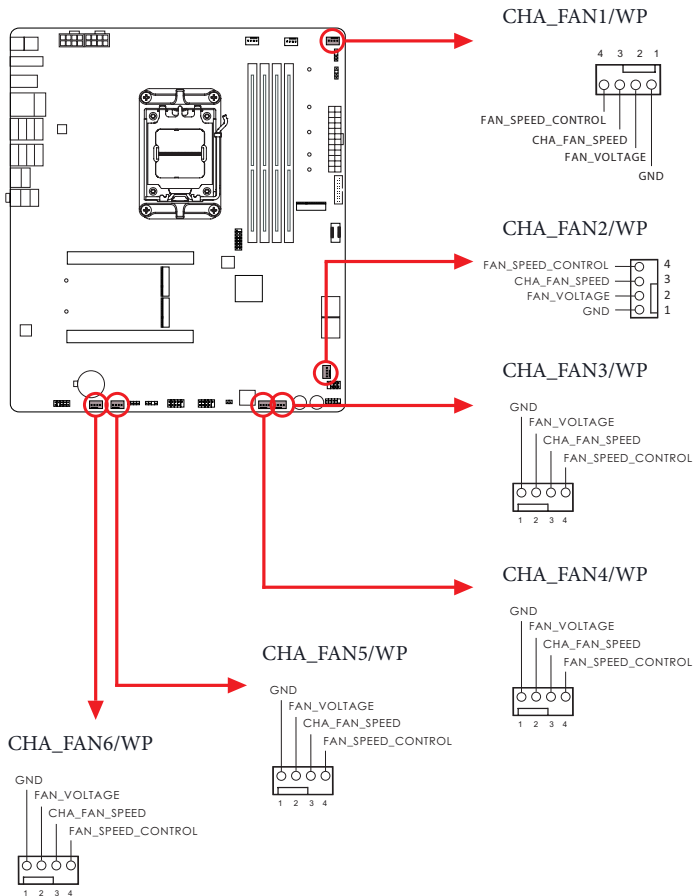 CHA_FAN1/WP
4 3 2 1
FAN_SPEED_CONTROL
CHA_FAN_SPEED
FAN_VOLTAGE
GND
CHA_FAN2/WP
FAN_SPEED_CONTROL 4
CHA_FAN_SPEED 3
FAN_VOLTAGE 2
GND 1
CHA_FAN3/WP
GND
FAN_VOLTAGE
CHA_FAN_SPEED
FAN_SPEED_CONTROL
1 2 3 4
CHA_FAN4/WP
GND
FAN_VOLTAGE
CHA_FAN_SPEED
FAN_SPEED_CONTROL
1 2 3 4
CHA_FAN5/WP
GND
FAN_VOLTAGE
CHA_FAN_SPEED
FAN_SPEED_CONTROL
1 2 3 4
CHA_FAN6/WP
GND
FAN_VOLTAGE
CHA_FAN_SPEED
FAN_SPEED_CONTROL
1 2 3 4